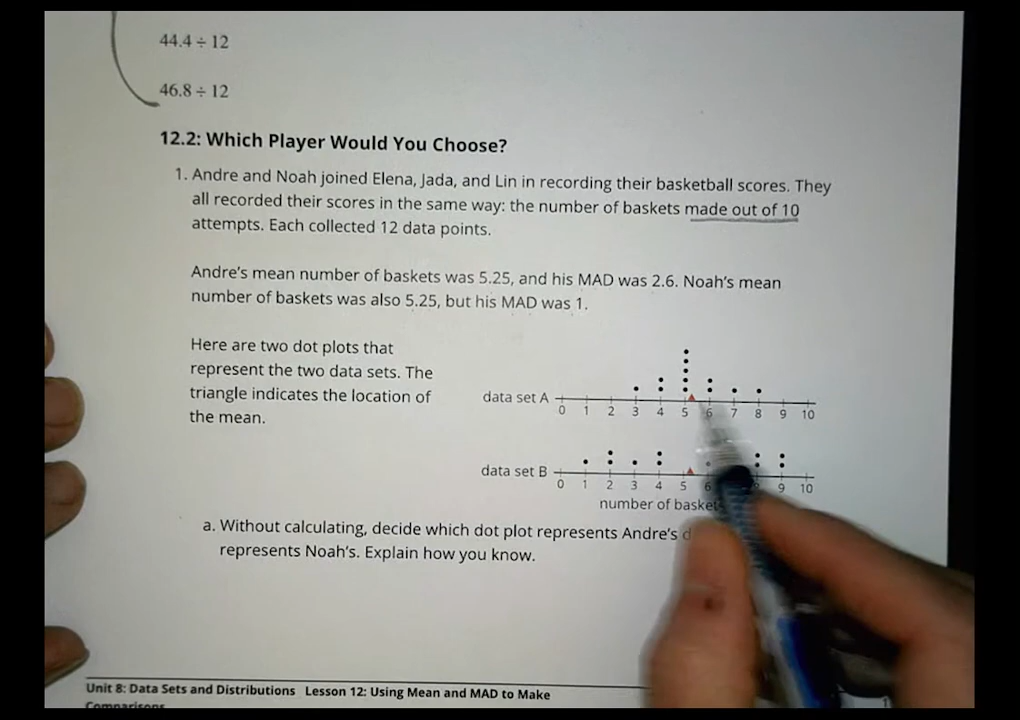 44.4 ÷ 12
46.8 ÷ 12
12.2: Which Player Would You Choose?
1. Andre and Noah joined Elena, Jada, and Lin in recording their basketball scores. They
all recorded their scores in the same way: the number of baskets made out of 10
attempts. Each collected 12 data points.
Andre's mean number of baskets was 5.25, and his MAD was 2.6. Noah's mean
number of baskets was also 5.25, but his MAD was 1.
Here are two dot plots that
represent the two data sets. The
triangle indicates the location of
the mean.
data set A
0 1 2 3 4 5 6 7 8 9 10
data set B
0 1 2 3 4 5 6 9 10
number of baskets
a. Without calculating, decide which dot plot represents Andre's
represents Noah's. Explain how you know.
Unit 8: Data Sets and Distributions Lesson 12: Using Mean and MAD to Make
Comparisons
1